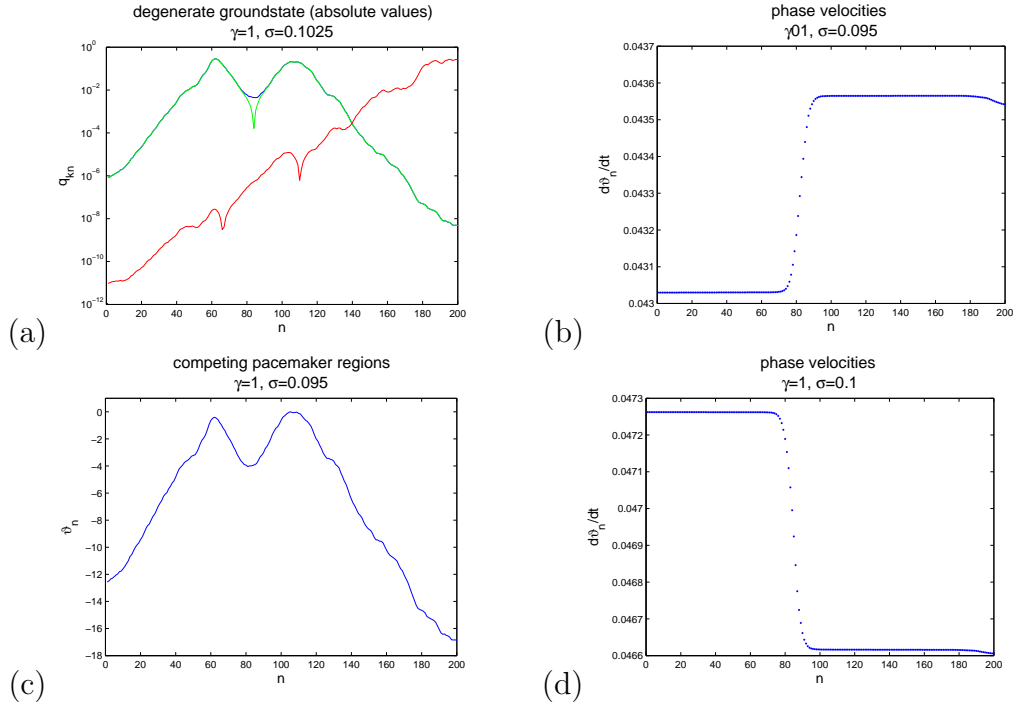 degenerate groundstate (absolute values)
γ=1, σ=0.1025
10⁰
10⁻²
10⁻⁴
10⁻⁶
10⁻⁸
10⁻¹⁰
10⁻¹²
q_kn
0 20 40 60 80 100 120 140 160 180 200
n
(a)
phase velocities
γ01, σ=0.095
0.0437
0.0436
0.0435
0.0434
0.0433
0.0432
0.0431
0.043
dϑ_n/dt
0 20 40 60 80 100 120 140 160 180 200
n
(b)
competing pacemaker regions
γ=1, σ=0.095
0
−2
−4
−6
−8
−10
−12
−14
−16
−18
ϑ_n
0 20 40 60 80 100 120 140 160 180 200
n
(c)
phase velocities
γ=1, σ=0.1
0.0473
0.0472
0.0471
0.047
0.0469
0.0468
0.0467
0.0466
dϑ_n/dt
0 20 40 60 80 100 120 140 160 180 200
n
(d)